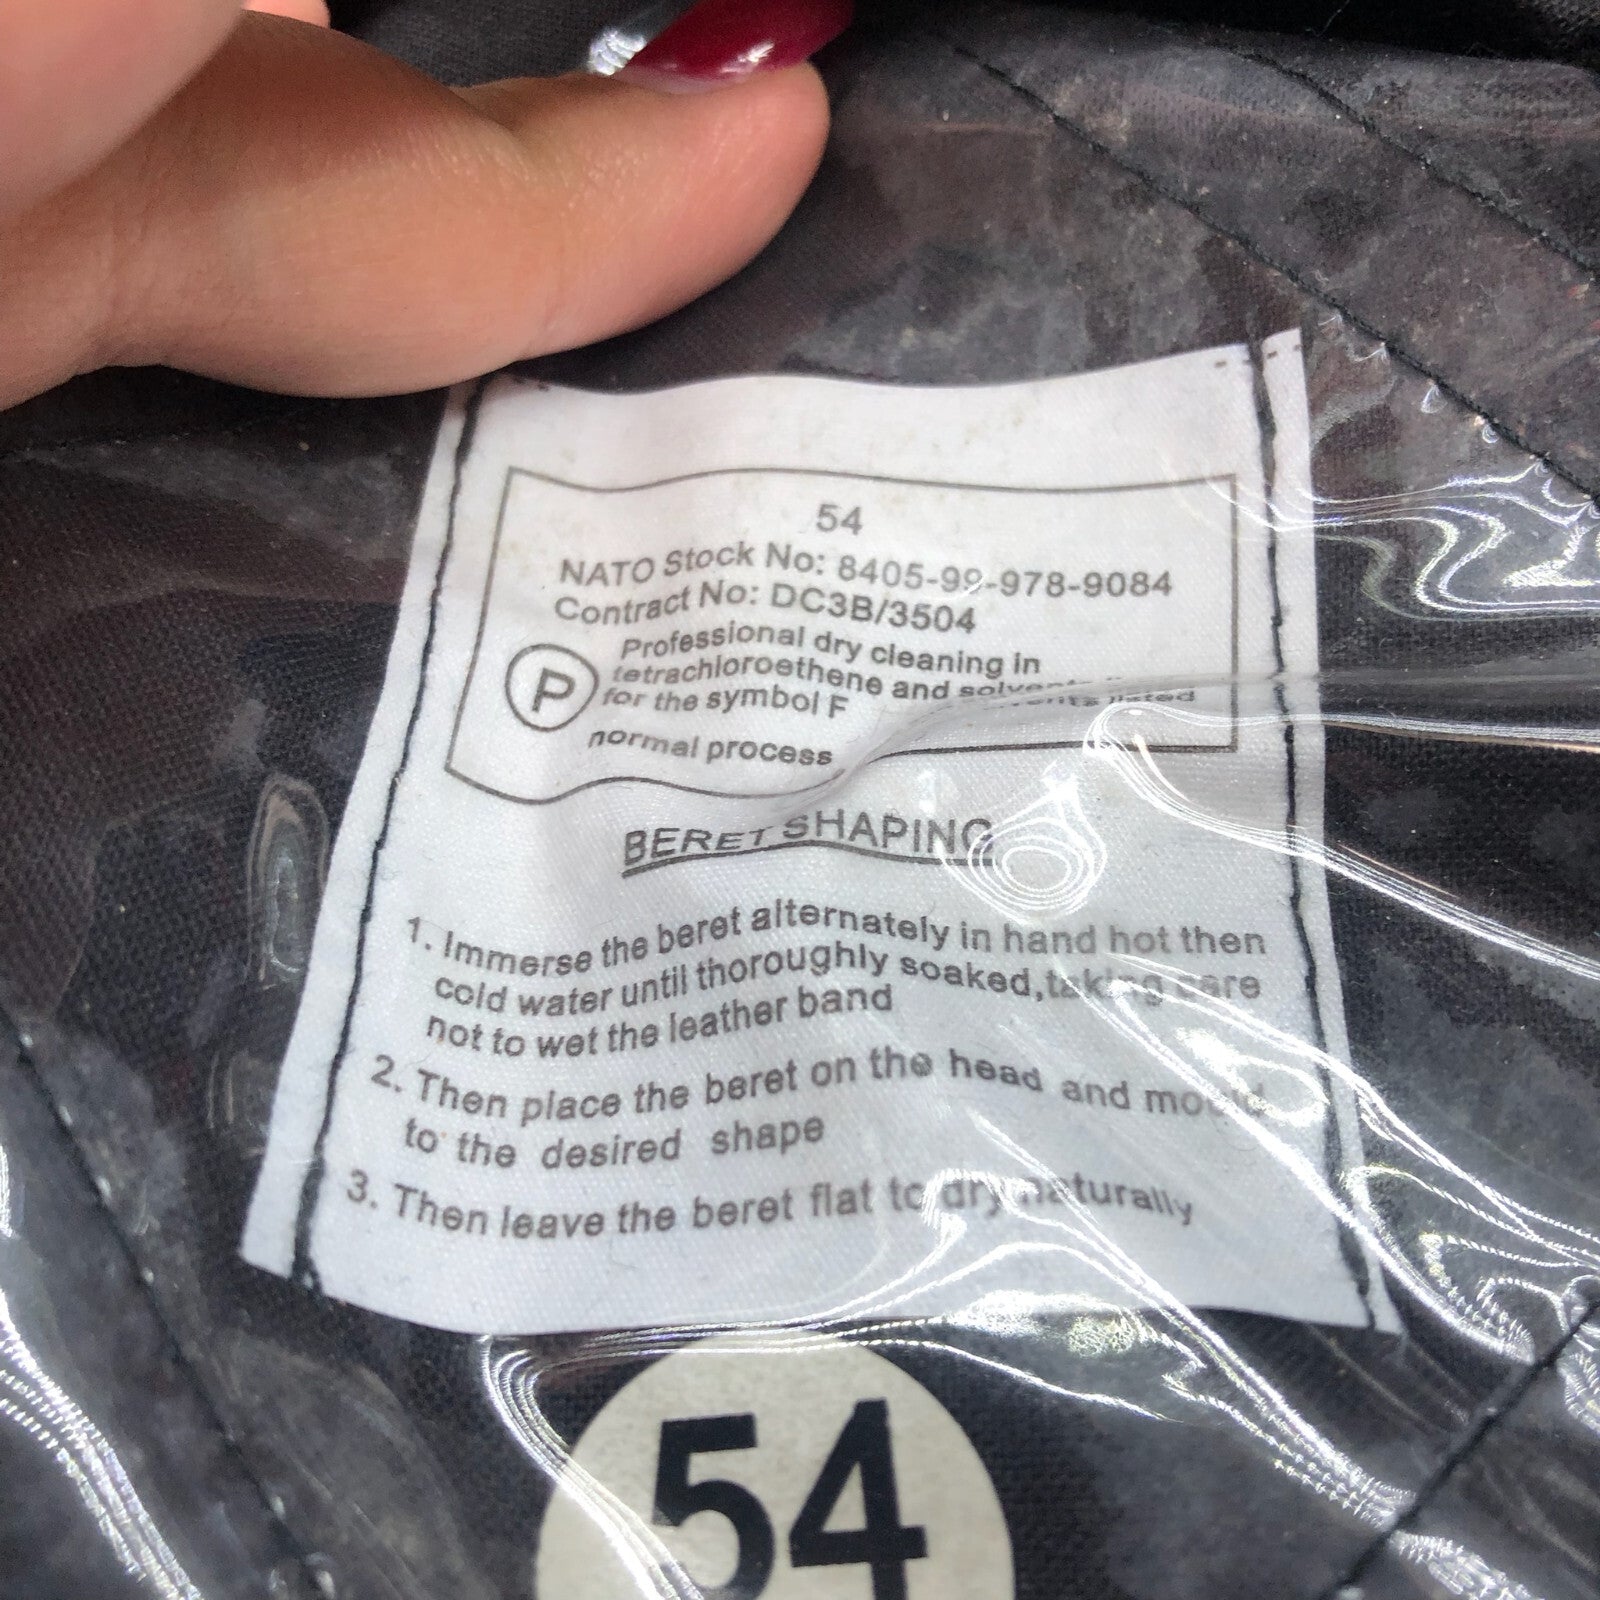 54
NATO Stock No: 8405-99-978-9084
Contract No: DC3B/3504
P
Professional dry cleaning in
tetrachloroethene and solvents listed
for the symbol F
normal process
BERET SHAPING
1. Immerse the beret alternately in hand hot then
cold water until thoroughly soaked,taking care
not to wet the leather band
2. Then place the beret on the head and mould
to the desired shape
3. Then leave the beret flat to dry naturally
54